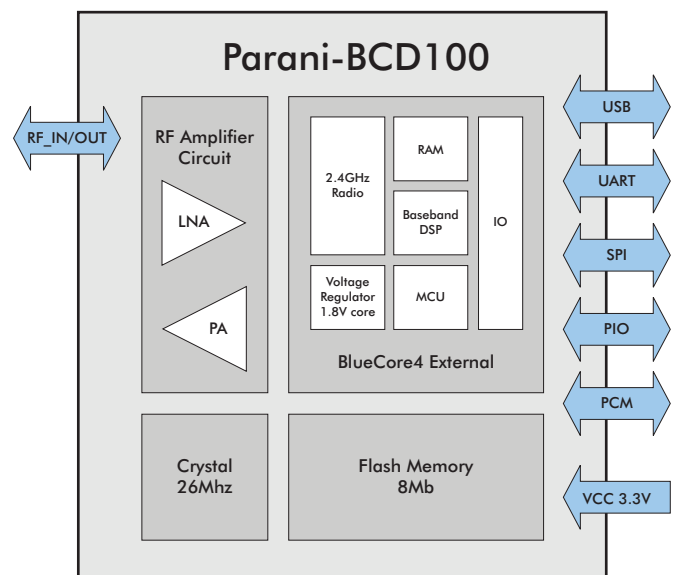 Parani-BCD100
RF_IN/OUT
RF Amplifier
Circuit
LNA
PA
2.4GHz
Radio
RAM
Baseband
DSP
IO
Voltage
Regulator
1.8V core
MCU
BlueCore4 External
Crystal
26Mhz
Flash Memory
8Mb
USB
UART
SPI
PIO
PCM
VCC 3.3V